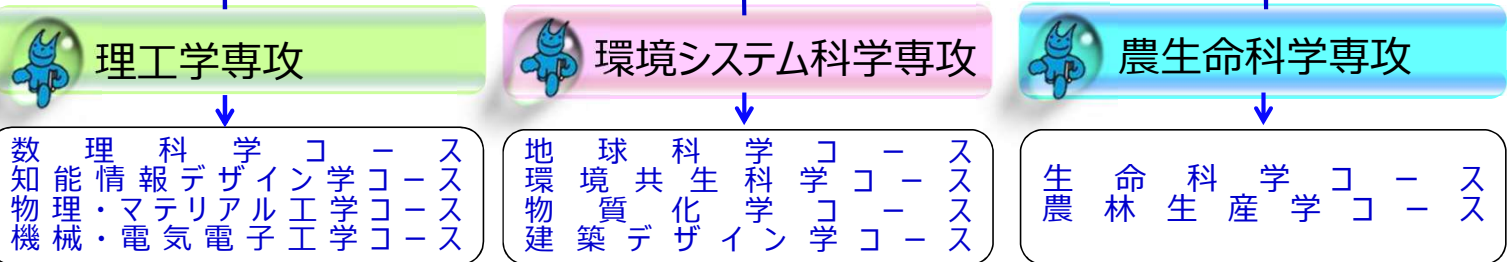 理工学専攻
数理科学コース
知能情報デザイン学コース
物理・マテリアル工学コース
機械・電気電子工学コース
環境システム科学専攻
地球科学コース
環境共生科学コース
物質化学コース
建築デザイン学コース
農生命科学専攻
生命科学コース
農林生産学コース